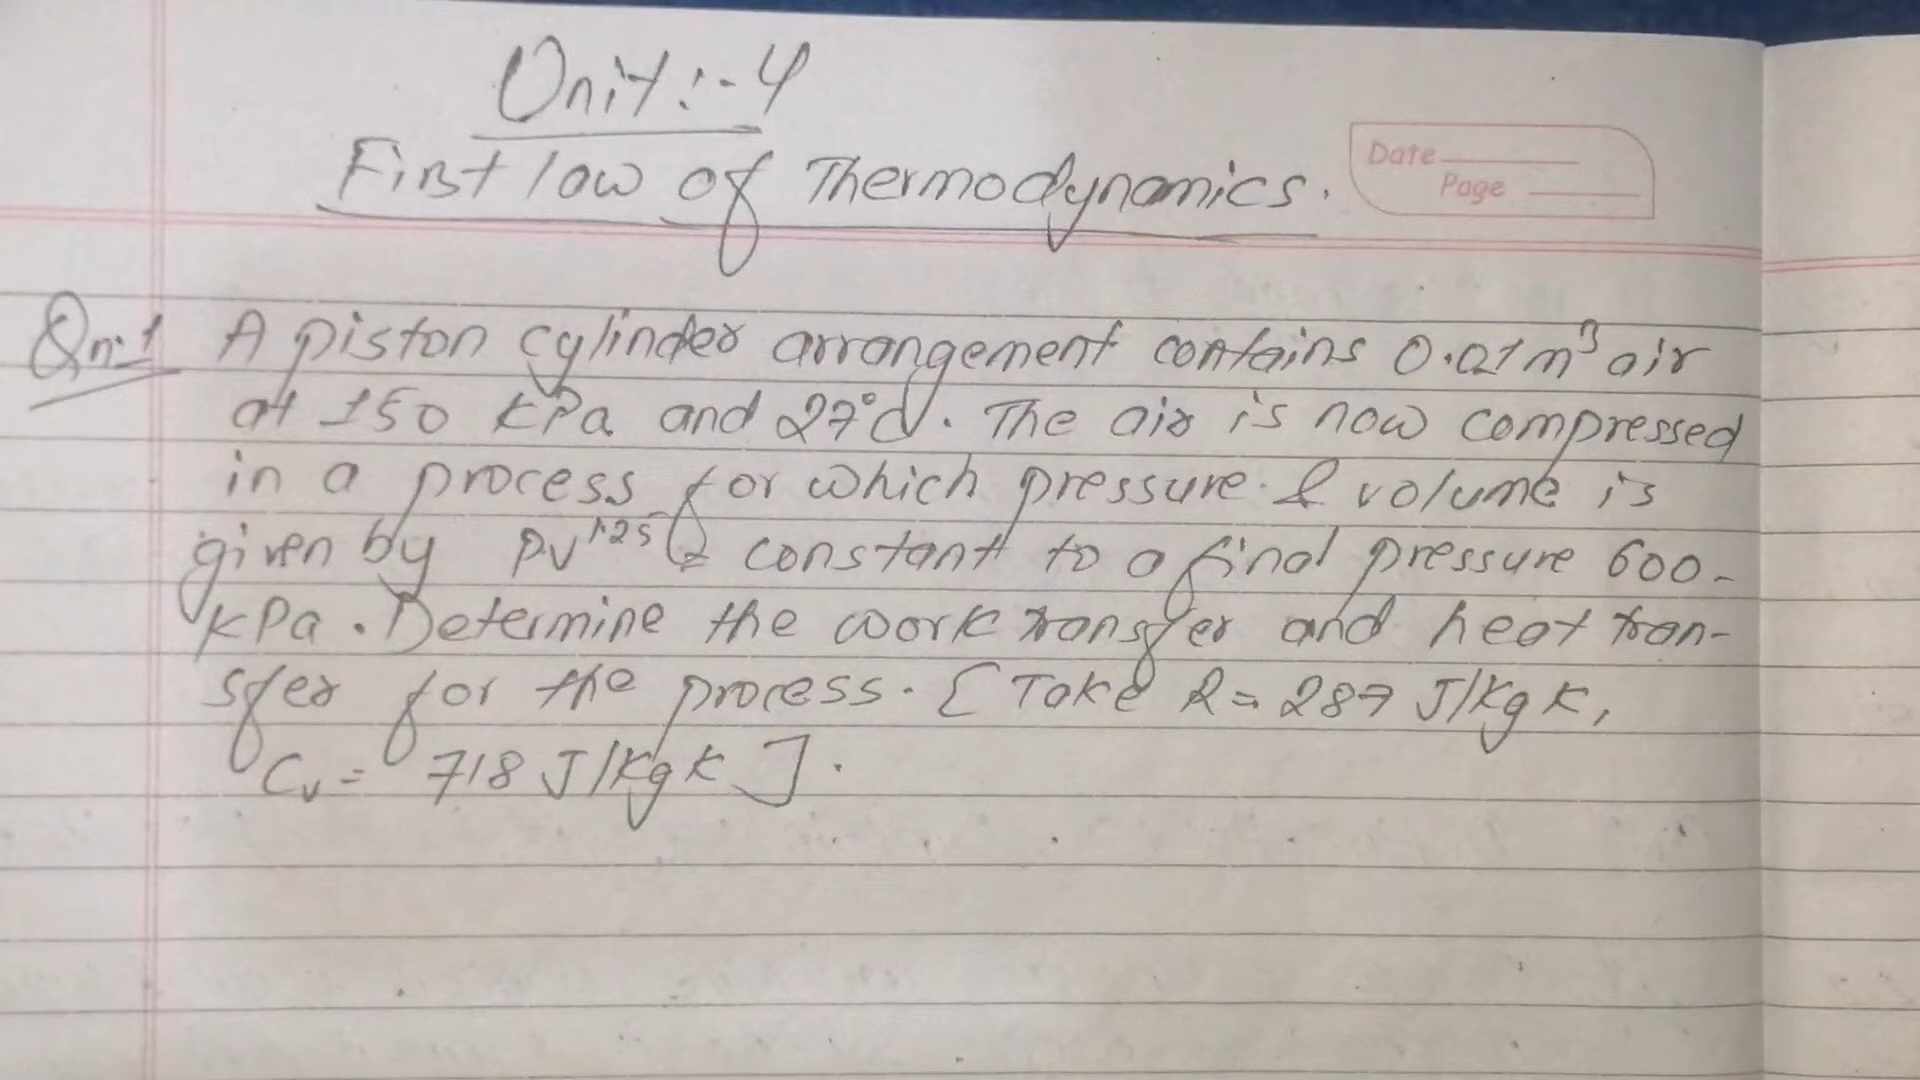 Unit:-4
First law of Thermodynamics.
Date
Page
Qn:1 A piston cylinder arrangement contains 0.01m³ air
at 150 kPa and 27°C. The air is now compressed
in a process for which pressure & volume is
given by PV^1.25 = constant to a final pressure 600-
kPa. Determine the work transfer and heat tran-
sfer for the process. [Take R= 287 J/kgK,
Cv= 718 J/kgK].